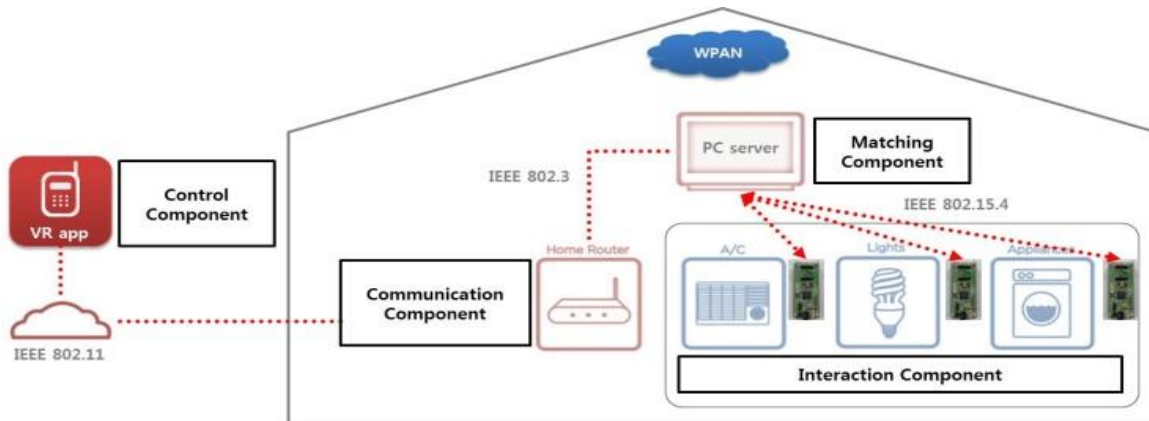 WPAN
PC server
Matching
Component
IEEE 802.3
IEEE 802.15.4
VR app
Control
Component
IEEE 802.11
Communication
Component
Home Router
A/C
Lights
Appliances
Interaction Component